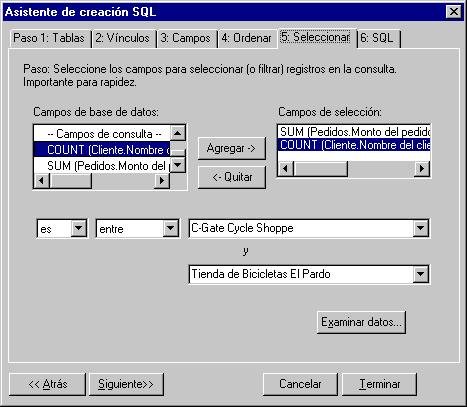 Asistente de creación SQL
Paso 1: Tablas 2: Vínculos 3: Campos 4: Ordenar 5: Seleccionar 6: SQL
Paso: Seleccione los campos para seleccionar (o filtrar) registros en la consulta.
Importante para rapidez.
Campos de base de datos:
-- Campos de consulta --
COUNT (Cliente.Nombre
SUM (Pedidos.Monto del
Agregar ->
<- Quitar
Campos de selección:
SUM (Pedidos.Monto del pedido
COUNT (Cliente.Nombre del clie
es
entre
C-Gate Cycle Shoppe
y
Tienda de Bicicletas El Pardo
Examinar datos...
<< Atrás
Siguiente>>
Cancelar
Terminar